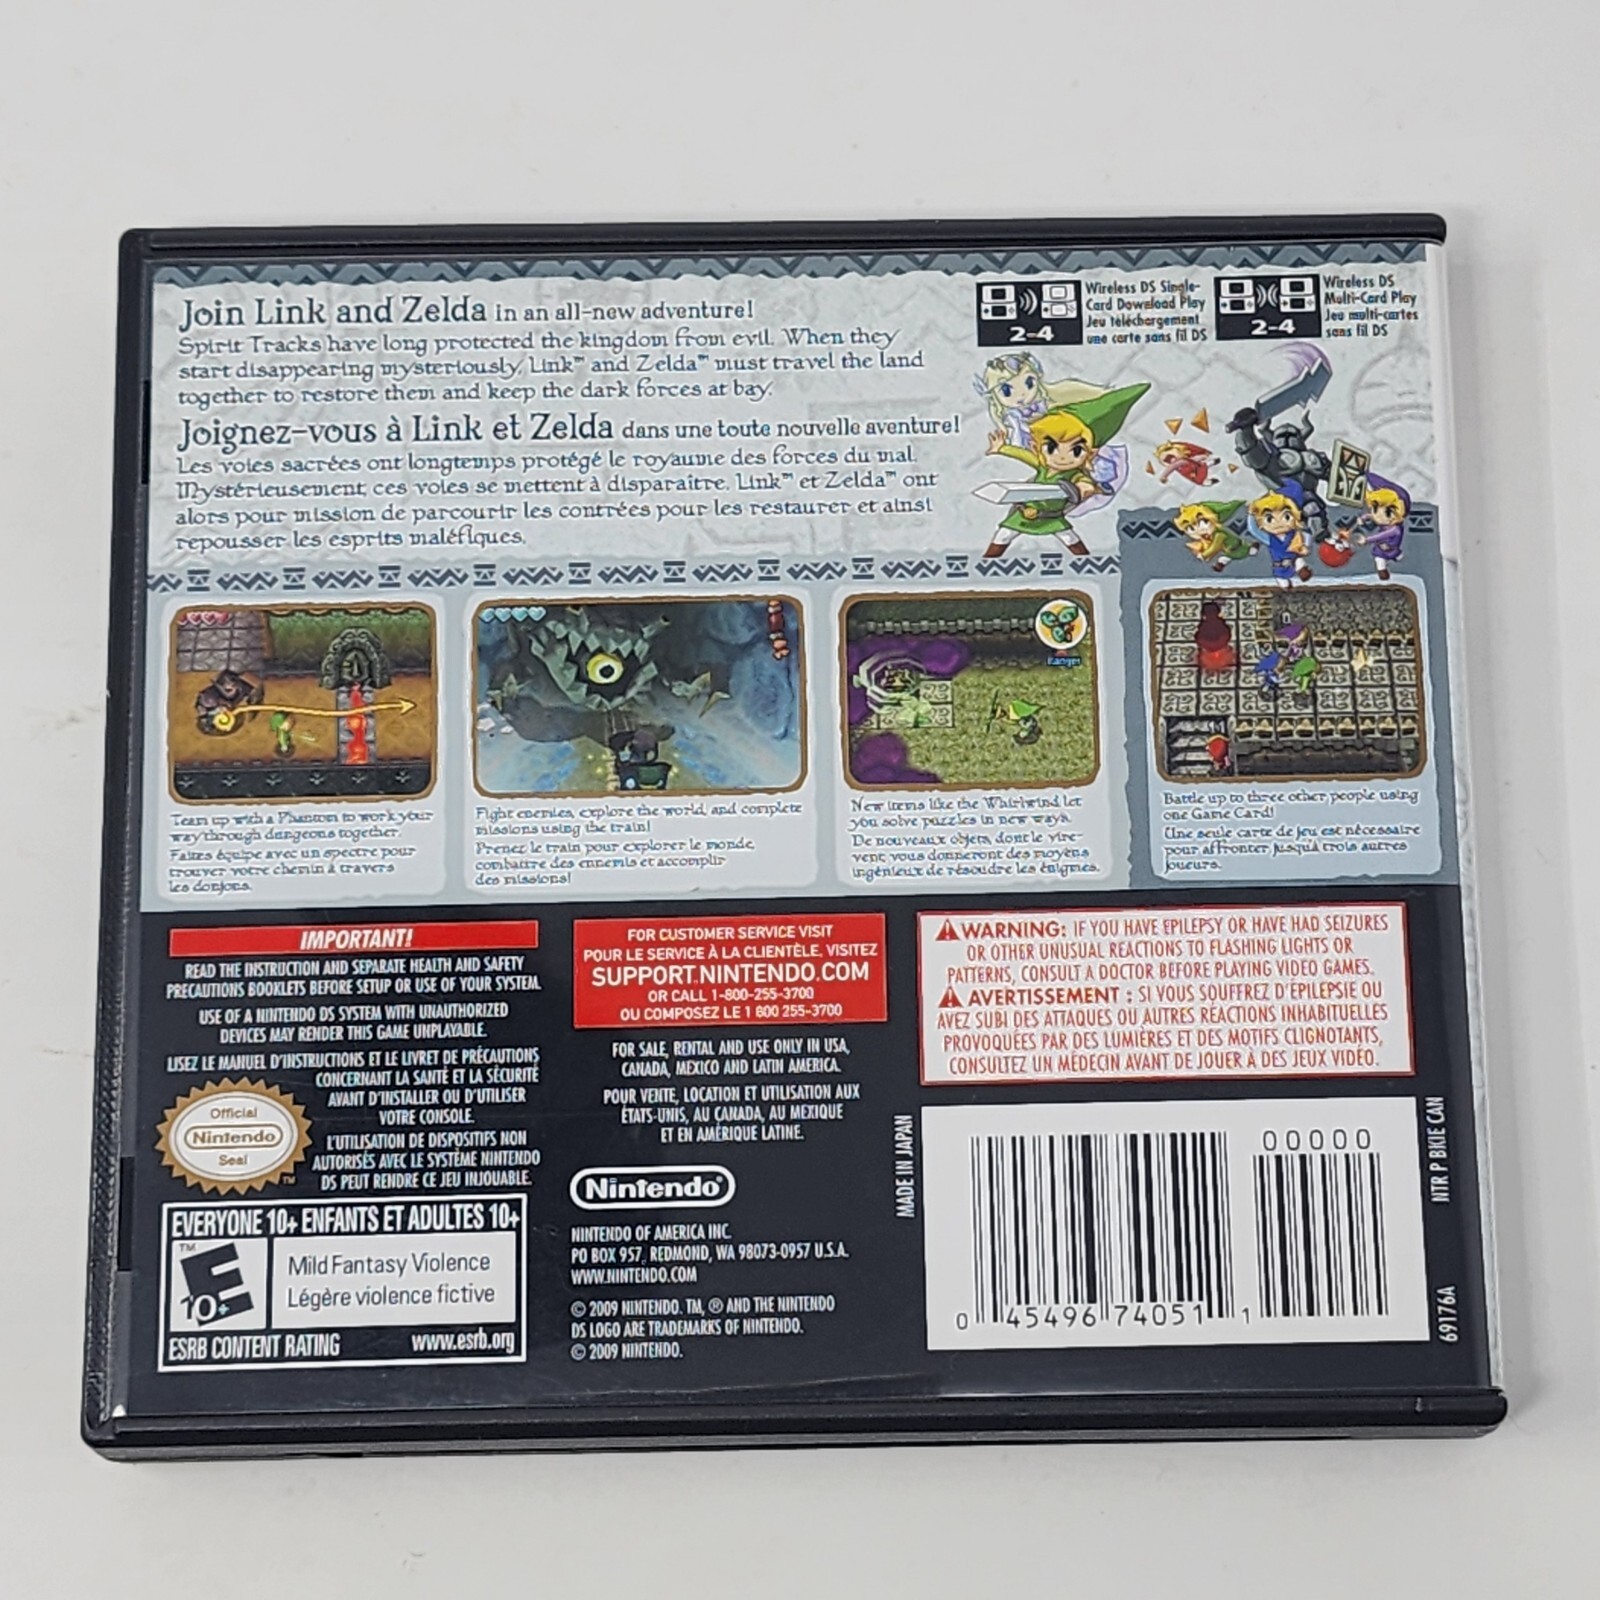 Join Link and Zelda in an all-new adventure!
Spirit Tracks have long protected the kingdom from evil. When they
start disappearing mysteriously, Link™ and Zelda™ must travel the land
together to restore them and keep the dark forces at bay.
Joignez-vous à Link et Zelda dans une toute nouvelle aventure!
Les voies sacrées ont longtemps protégé le royaume des forces du mal.
Mystérieusement, ces voies se mettent à disparaître. Link™ et Zelda™ ont
alors pour mission de parcourir les contrées pour les restaurer et ainsi
repousser les esprits maléfiques.
2-4
Wireless DS Single-
Card Download Play
Jeu téléchargement
une carte sans fil DS
2-4
Wireless DS
Multi-Card Play
Jeu multi-cartes
sans fil DS
Team up with a Phantom to work your
way through dungeons together.
Faites équipe avec un spectre pour
trouver votre chemin à travers
les donjons.
Fight enemies, explore the world, and complete
missions using the train!
Prenez le train pour explorer le monde,
combattre des ennemis et accomplir
des missions!
New items like the Whirlwind let
you solve puzzles in new ways.
De nouveaux objets, dont le vire-
vent, vous donneront des moyens
ingénieux de résoudre les énigmes.
Battle up to three other people using
one Game Card!
Une seule carte de jeu est nécessaire
pour affronter jusqu'à trois autres
joueurs.
IMPORTANT!
READ THE INSTRUCTION AND SEPARATE HEALTH AND SAFETY
PRECAUTIONS BOOKLETS BEFORE SETUP OR USE OF YOUR SYSTEM.
USE OF A NINTENDO DS SYSTEM WITH UNAUTHORIZED
DEVICES MAY RENDER THIS GAME UNPLAYABLE.
LISEZ LE MANUEL D'INSTRUCTIONS ET LE LIVRET DE PRÉCAUTIONS
CONCERNANT LA SANTÉ ET LA SÉCURITÉ
AVANT D'INSTALLER OU D'UTILISER
VOTRE CONSOLE.
L'UTILISATION DE DISPOSITIFS NON
AUTORISÉS AVEC LE SYSTÈME NINTENDO
DS PEUT RENDRE CE JEU INJOUABLE.
Official
Nintendo
Seal
™
EVERYONE 10+ ENFANTS ET ADULTES 10+
™
E
10+
Mild Fantasy Violence
Légère violence fictive
ESRB CONTENT RATING www.esrb.org
FOR CUSTOMER SERVICE VISIT
POUR LE SERVICE À LA CLIENTÈLE, VISITEZ
SUPPORT.NINTENDO.COM
OR CALL 1-800-255-3700
OU COMPOSEZ LE 1 800 255-3700
FOR SALE, RENTAL AND USE ONLY IN USA,
CANADA, MEXICO AND LATIN AMERICA.
POUR VENTE, LOCATION ET UTILISATION AUX
ÉTATS-UNIS, AU CANADA, AU MEXIQUE
ET EN AMÉRIQUE LATINE.
Nintendo®
NINTENDO OF AMERICA INC.
PO BOX 957, REDMOND, WA 98073-0957 U.S.A.
WWW.NINTENDO.COM
© 2009 NINTENDO. TM, ® AND THE NINTENDO
DS LOGO ARE TRADEMARKS OF NINTENDO.
© 2009 NINTENDO.
WARNING: IF YOU HAVE EPILEPSY OR HAVE HAD SEIZURES
OR OTHER UNUSUAL REACTIONS TO FLASHING LIGHTS OR
PATTERNS, CONSULT A DOCTOR BEFORE PLAYING VIDEO GAMES.
AVERTISSEMENT : SI VOUS SOUFFREZ D'ÉPILEPSIE OU
AVEZ SUBI DES ATTAQUES OU AUTRES RÉACTIONS INHABITUELLES
PROVOQUÉES PAR DES LUMIÈRES ET DES MOTIFS CLIGNOTANTS,
CONSULTEZ UN MÉDECIN AVANT DE JOUER À DES JEUX VIDÉO.
MADE IN JAPAN
00000
0 45496 74051 1
NTR P BKIE CAN
69176A